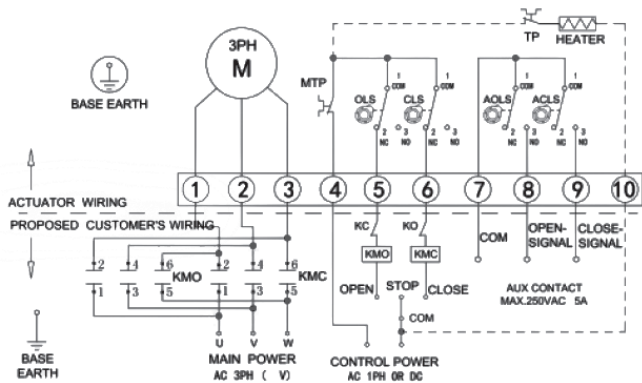 TP
HEATER
3PH
M
MTP
BASE EARTH
1
COM
OLS
2
NC
3
NO
1
COM
CLS
2
NC
3
NO
1
COM
AOLS
2
NC
3
NO
1
COM
ACLS
2
NC
3
NO
1 2 3 4 5 6 7 8 9 10
ACTUATOR WIRING
PROPOSED CUSTOMER'S WIRING
KC
KO
KMO
KMC
COM
OPEN-
SIGNAL
CLOSE-
SIGNAL
2 4 6 2 4 6
KMO
KMC
1 3 5 1 3 5
OPEN
STOP
CLOSE
COM
AUX CONTACT
MAX.250VAC 5A
U V W
BASE
EARTH
MAIN POWER
AC 3PH ( V)
CONTROL POWER
AC 1PH OR DC